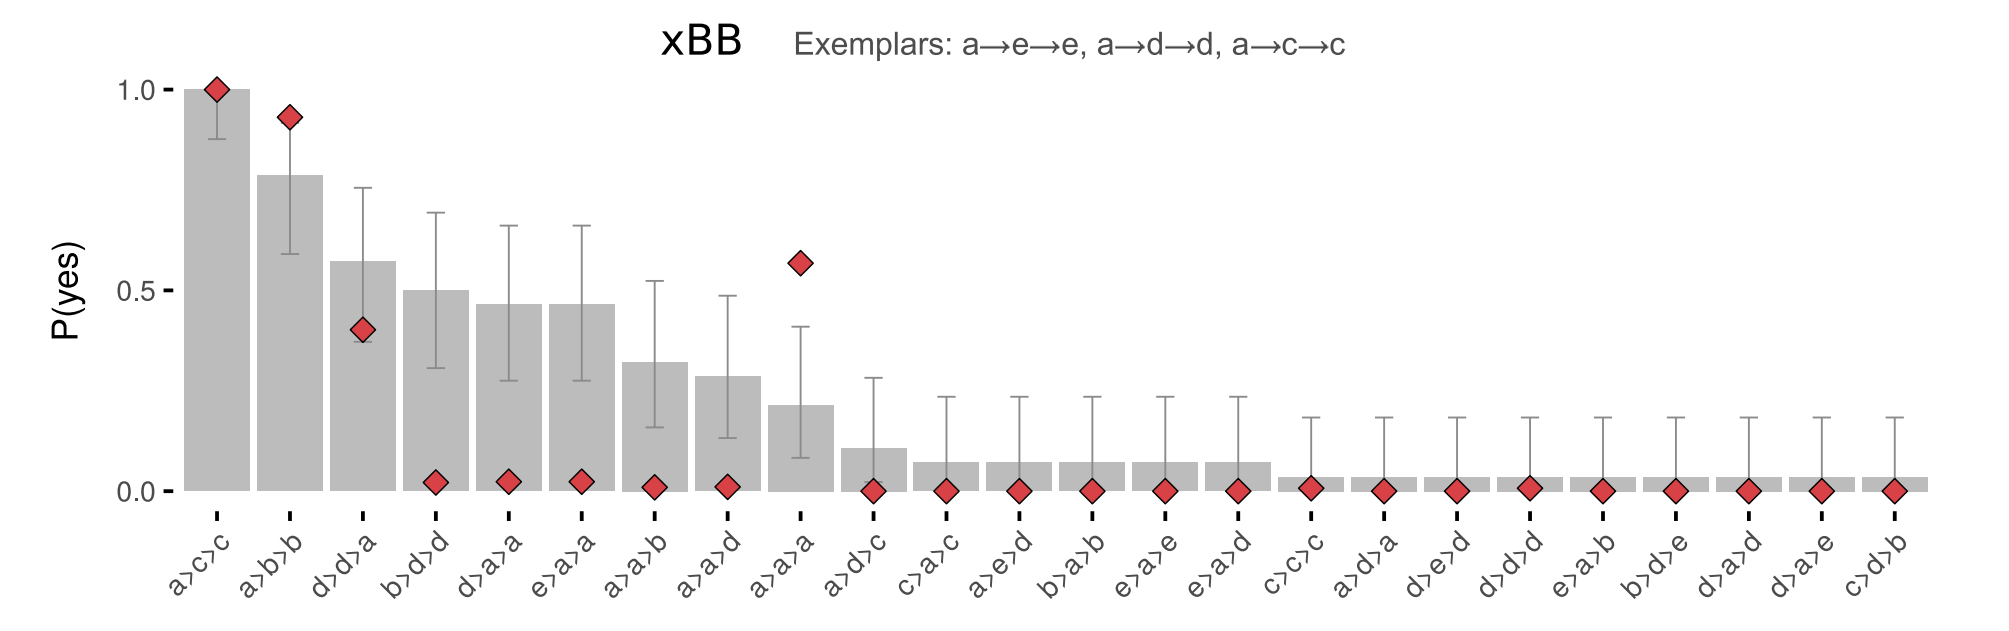 xBB Exemplars: a→e→e, a→d→d, a→c→c
P(yes)
1.0
0.5
0.0
a>c>c
a>b>b
d>d>a
b>d>d
d>a>a
e>a>a
a>a>b
a>a>d
a>a>a
a>d>c
c>a>c
a>e>d
b>a>b
e>a>e
e>a>d
c>c>c
a>d>a
d>e>d
d>d>d
e>a>b
b>d>e
d>a>d
d>a>e
c>d>b